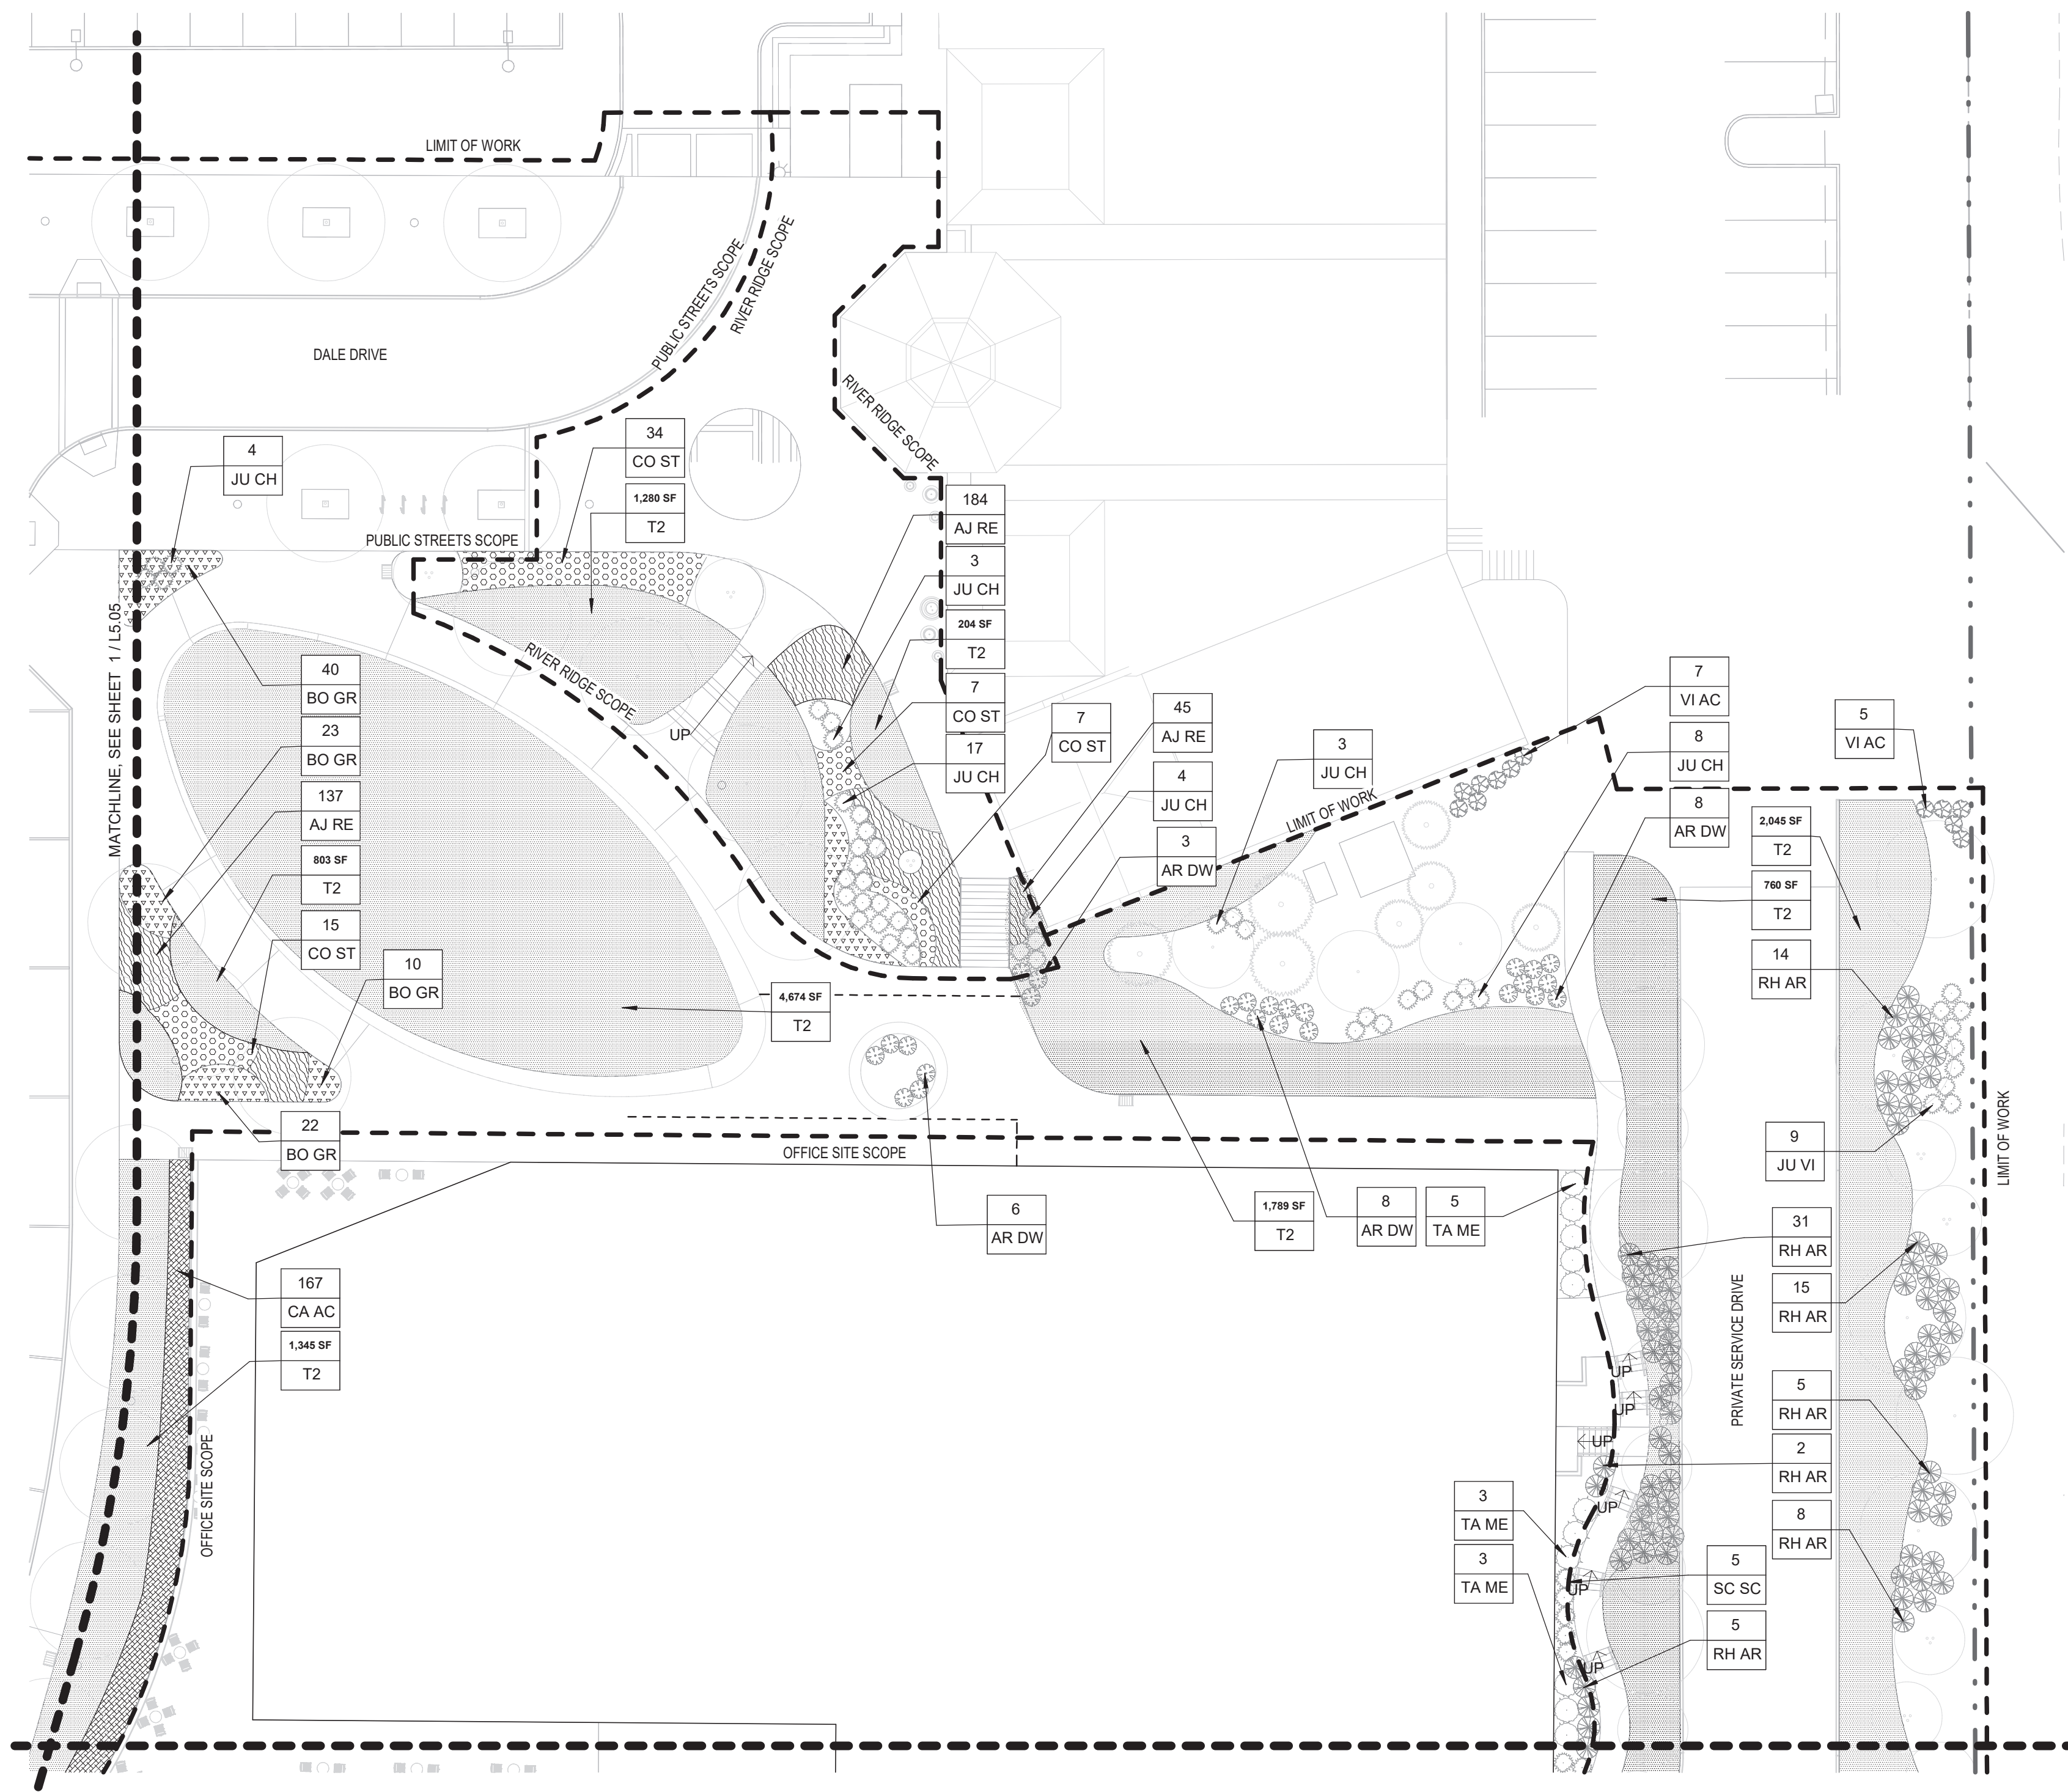 LIMIT OF WORK
PUBLIC STREETS SCOPE
RIVER RIDGE SCOPE
DALE DRIVE
RIVER RIDGE SCOPE
4
JU CH
34
CO ST
1,280 SF
T2
PUBLIC STREETS SCOPE
184
AJ RE
3
JU CH
204 SF
T2
7
CO ST
17
JU CH
MATCHLINE, SEE SHEET 1 / L5.05
RIVER RIDGE SCOPE
UP
40
BO GR
23
BO GR
137
AJ RE
803 SF
T2
15
CO ST
10
BO GR
22
BO GR
7
CO ST
45
AJ RE
4
JU CH
3
AR DW
3
JU CH
LIMIT OF WORK
7
VI AC
8
JU CH
8
AR DW
5
VI AC
2,045 SF
T2
760 SF
T2
14
RH AR
4,674 SF
T2
OFFICE SITE SCOPE
6
AR DW
1,789 SF
T2
8
AR DW
5
TA ME
9
JU VI
LIMIT OF WORK
31
RH AR
15
RH AR
PRIVATE SERVICE DRIVE
5
RH AR
2
RH AR
8
RH AR
167
CA AC
1,345 SF
T2
OFFICE SITE SCOPE
UP
UP
UP
UP
UP
UP
3
TA ME
3
TA ME
5
SC SC
5
RH AR